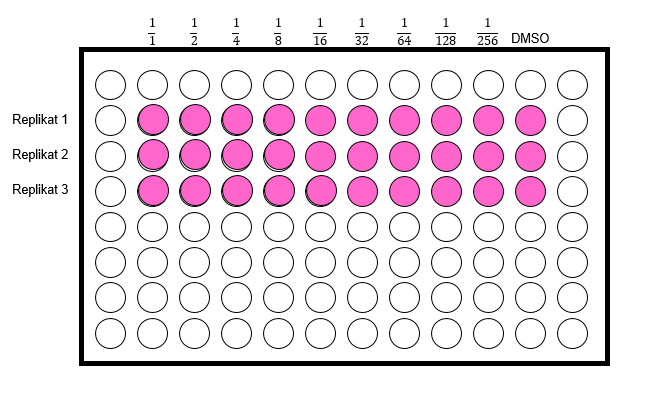 1/1 1/2 1/4 1/8 1/16 1/32 1/64 1/128 1/256 DMSO
Replikat 1
Replikat 2
Replikat 3